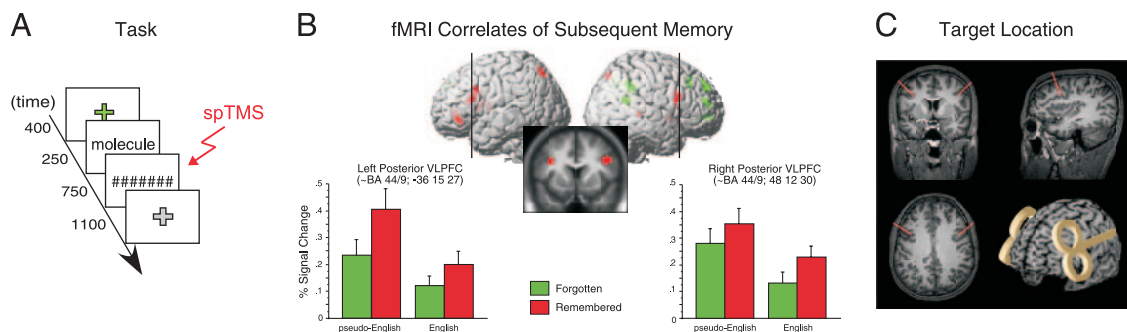 A
Task
(time)
400
250
750
1100
molecule
#######
spTMS
B
fMRI Correlates of Subsequent Memory
Left Posterior VLPFC
(~BA 44/9; -36 15 27)
% Signal Change
.5
.4
.3
.2
.1
0
pseudo-English
English
Forgotten
Remembered
Right Posterior VLPFC
(~BA 44/9; 48 12 30)
.5
.4
.3
.2
.1
0
pseudo-English
English
C
Target Location